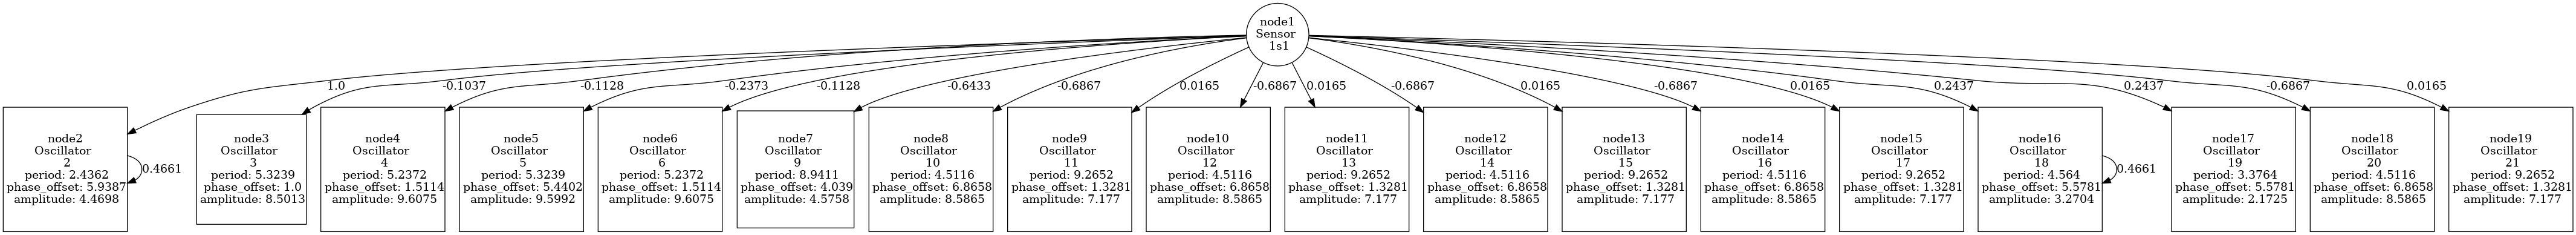 node1
Sensor
1s1
1.0
-0.1037
-0.1128
-0.2373
-0.1128
-0.6433
-0.6867
0.0165
-0.6867
0.0165
-0.6867
0.0165
-0.6867
0.0165
0.2437
0.2437
-0.6867
0.0165
node2
Oscillator
2
period: 2.4362
phase_offset: 5.9387
amplitude: 4.4698
0.4661
node3
Oscillator
3
period: 5.3239
phase_offset: 1.0
amplitude: 8.5013
node4
Oscillator
4
period: 5.2372
phase_offset: 1.5114
amplitude: 9.6075
node5
Oscillator
5
period: 5.3239
phase_offset: 5.4402
amplitude: 9.5992
node6
Oscillator
6
period: 5.2372
phase_offset: 1.5114
amplitude: 9.6075
node7
Oscillator
9
period: 8.9411
phase_offset: 4.039
amplitude: 4.5758
node8
Oscillator
10
period: 4.5116
phase_offset: 6.8658
amplitude: 8.5865
node9
Oscillator
11
period: 9.2652
phase_offset: 1.3281
amplitude: 7.177
node10
Oscillator
12
period: 4.5116
phase_offset: 6.8658
amplitude: 8.5865
node11
Oscillator
13
period: 9.2652
phase_offset: 1.3281
amplitude: 7.177
node12
Oscillator
14
period: 4.5116
phase_offset: 6.8658
amplitude: 8.5865
node13
Oscillator
15
period: 9.2652
phase_offset: 1.3281
amplitude: 7.177
node14
Oscillator
16
period: 4.5116
phase_offset: 6.8658
amplitude: 8.5865
node15
Oscillator
17
period: 9.2652
phase_offset: 1.3281
amplitude: 7.177
node16
Oscillator
18
period: 4.564
phase_offset: 5.5781
amplitude: 3.2704
0.4661
node17
Oscillator
19
period: 3.3764
phase_offset: 5.5781
amplitude: 2.1725
node18
Oscillator
20
period: 4.5116
phase_offset: 6.8658
amplitude: 8.5865
node19
Oscillator
21
period: 9.2652
phase_offset: 1.3281
amplitude: 7.177